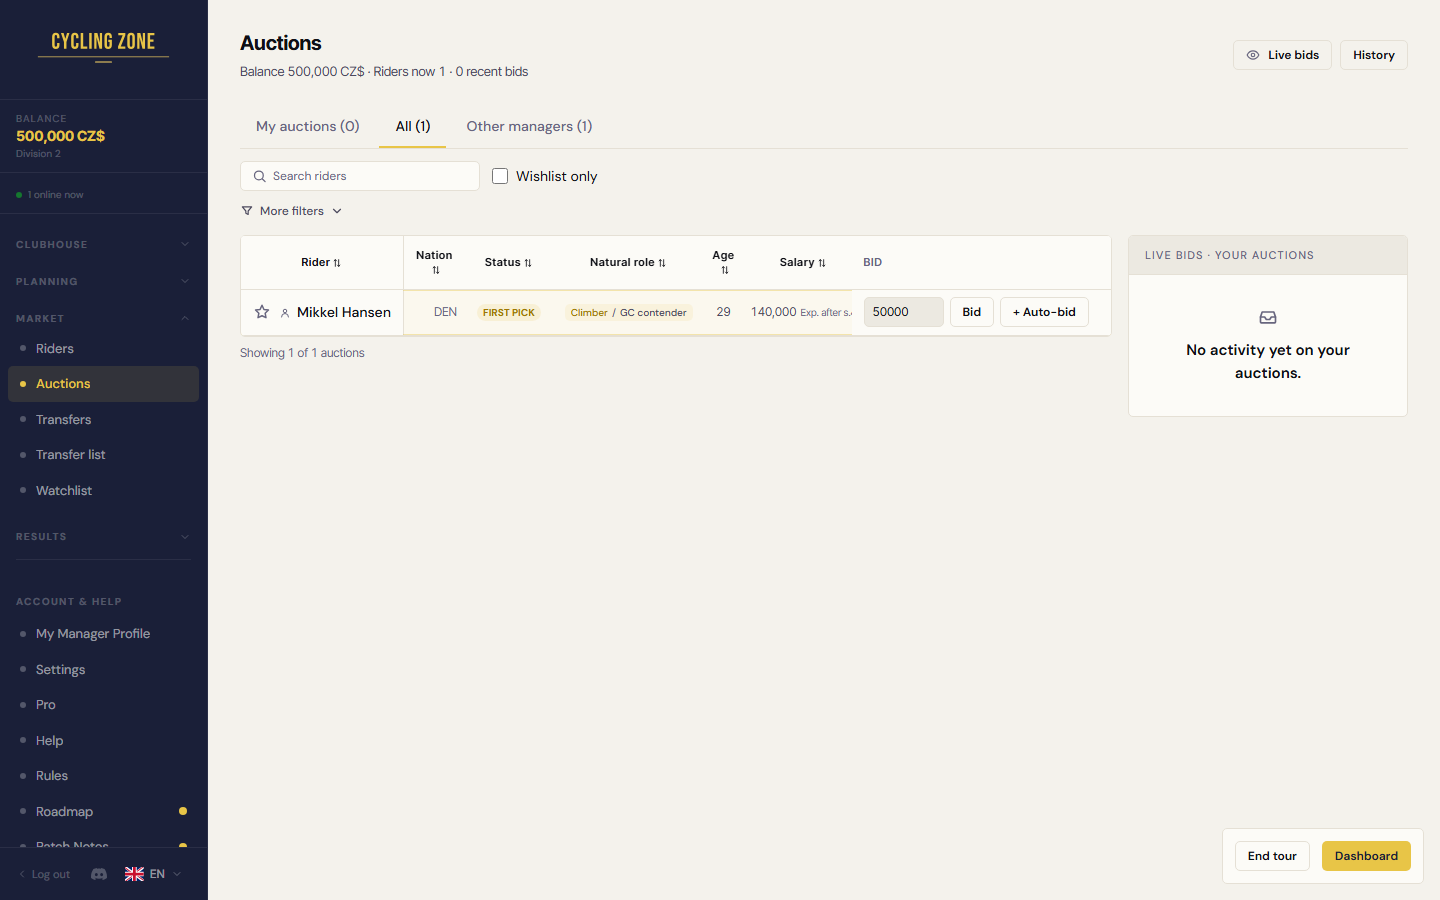 CYCLING ZONE
BALANCE
500,000 CZ$
Division 2
1 online now
CLUBHOUSE
PLANNING
MARKET
Riders
Auctions
Transfers
Transfer list
Watchlist
RESULTS
ACCOUNT & HELP
My Manager Profile
Settings
Pro
Help
Rules
Roadmap
Patch Notes
Log out
EN
Auctions
Balance 500,000 CZ$ · Riders now 1 · 0 recent bids
Live bids
History
My auctions (0)
All (1)
Other managers (1)
Search riders
Wishlist only
More filters
Rider Nation Status Natural role Age Salary BID
Mikkel Hansen DEN FIRST PICK Climber / GC contender 29 140,000 Exp. after s. 50000 Bid + Auto-bid
Showing 1 of 1 auctions
LIVE BIDS · YOUR AUCTIONS
No activity yet on your
auctions.
End tour
Dashboard